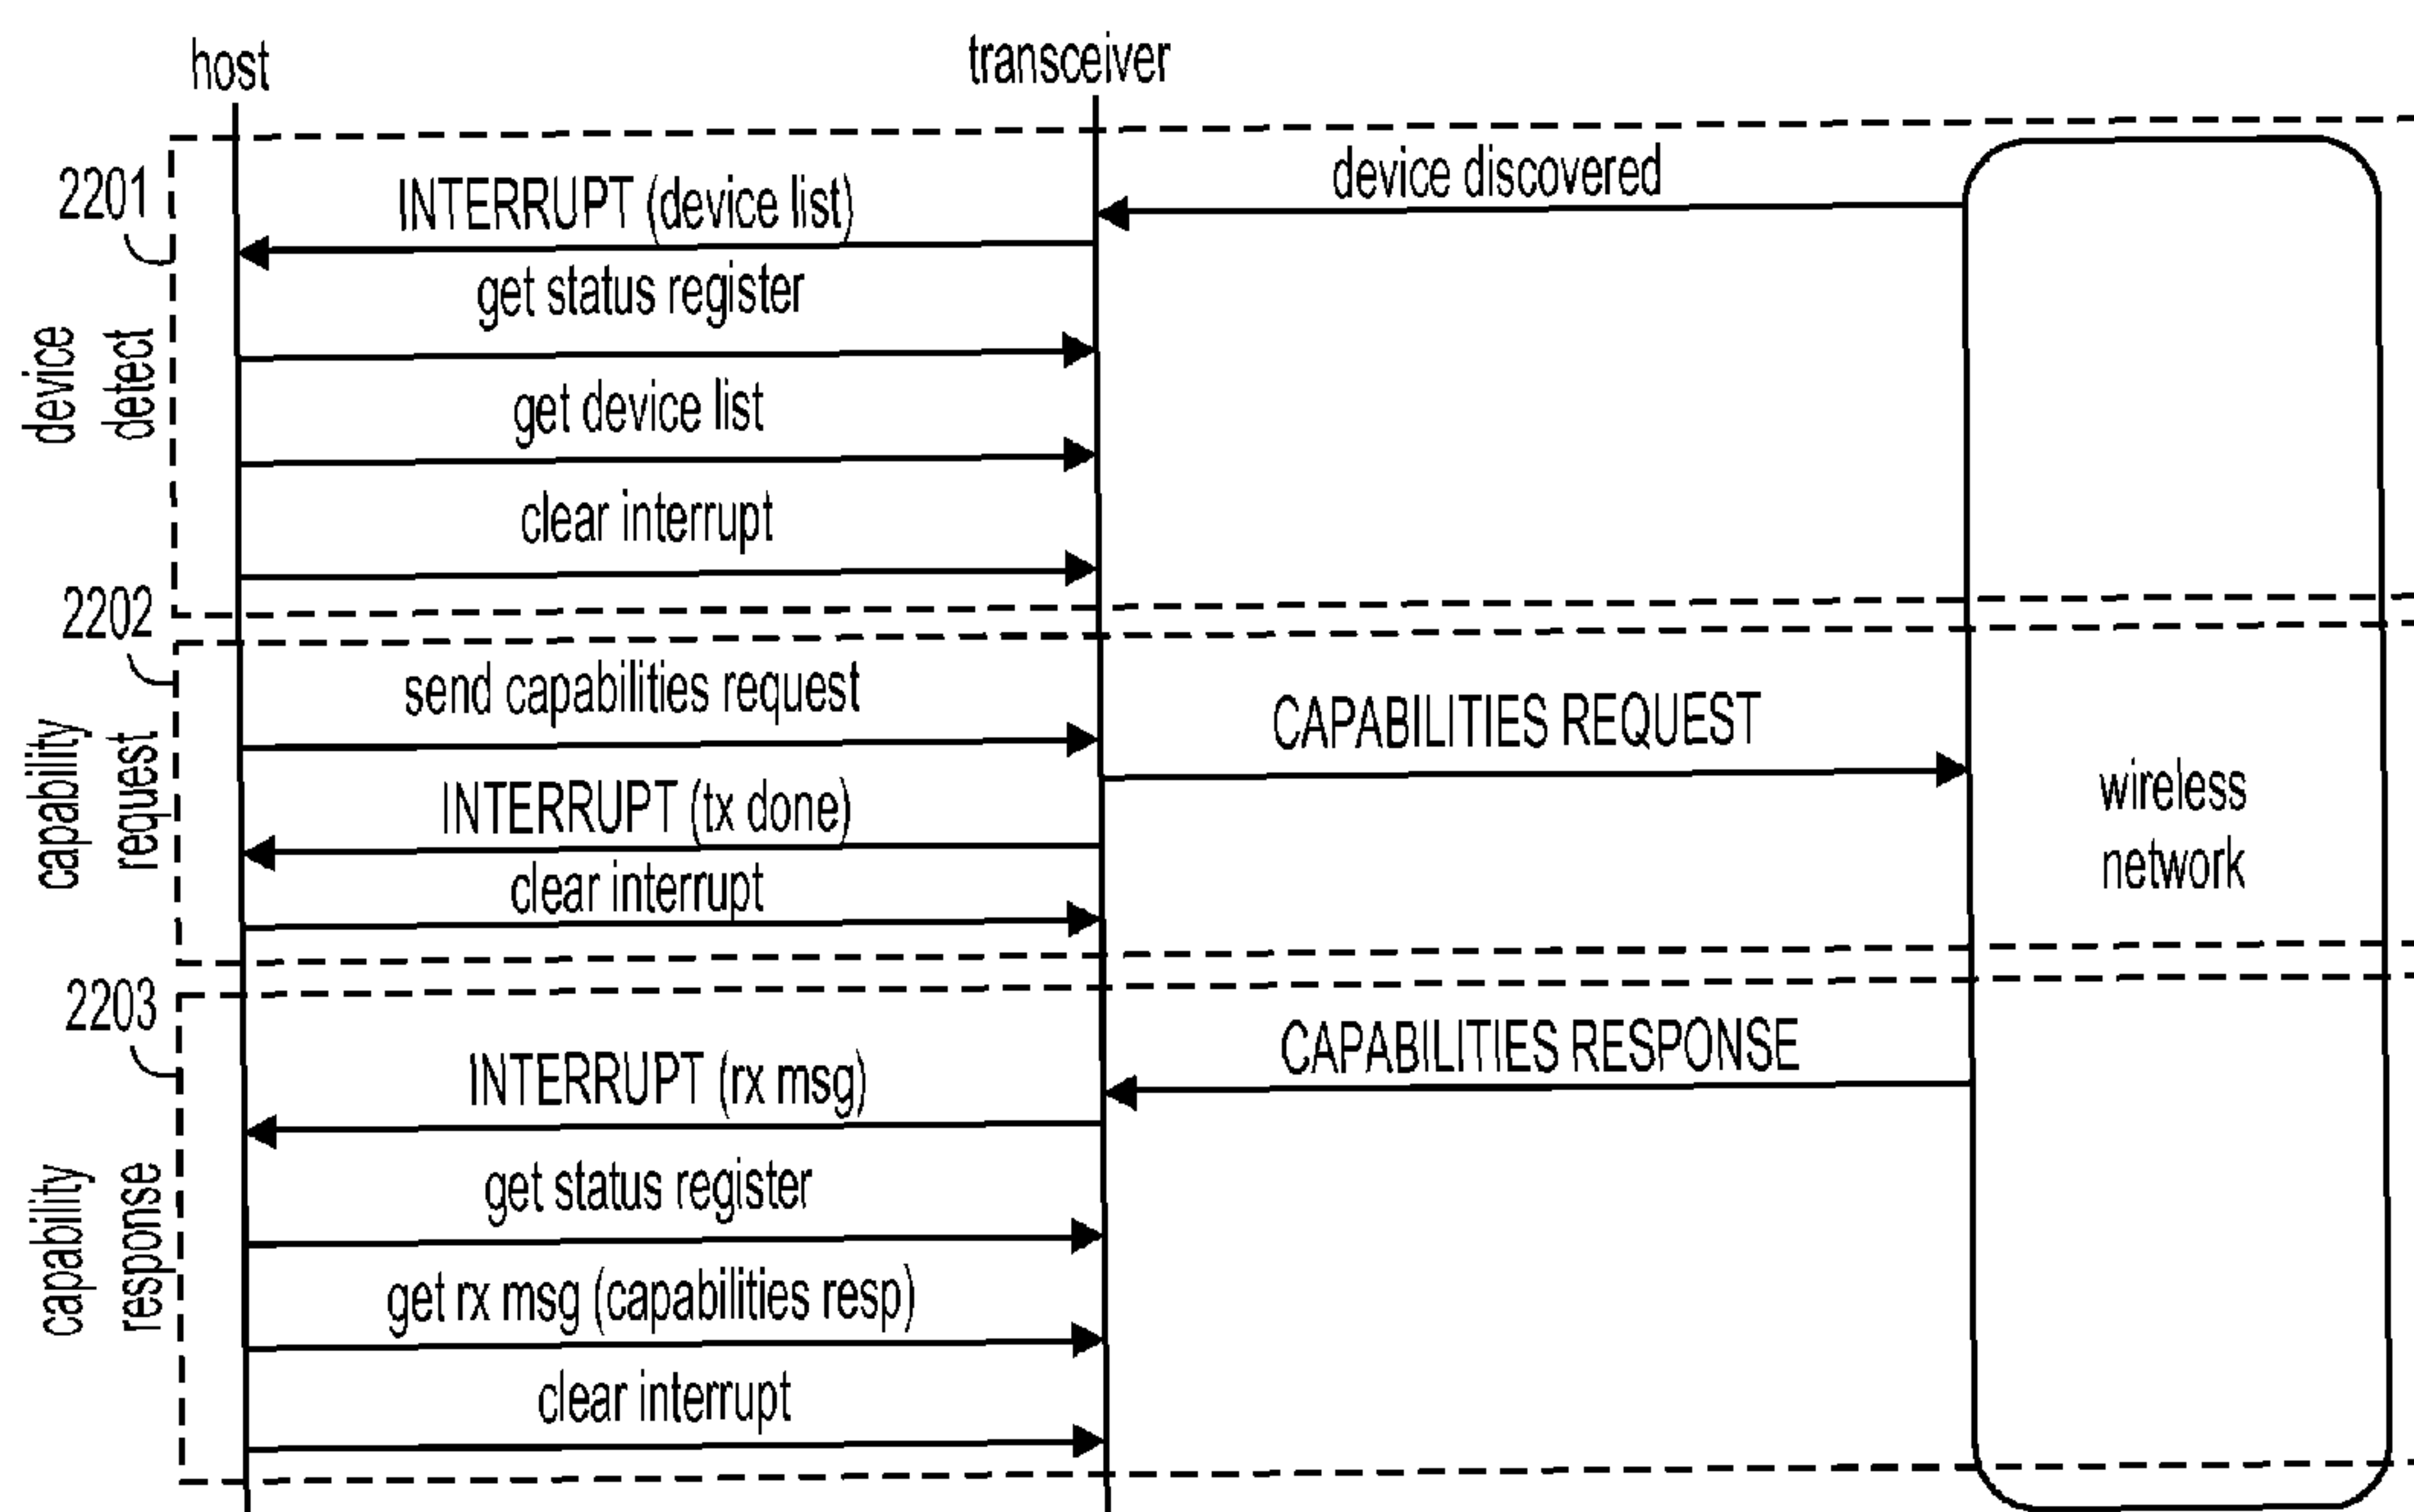 host
transceiver
device discovered
2201
INTERRUPT (device list)
get status register
device
detect
get device list
clear interrupt
2202
send capabilities request
CAPABILITIES REQUEST
capability
request
INTERRUPT (tx done)
wireless
network
clear interrupt
2203
CAPABILITIES RESPONSE
INTERRUPT (rx msg)
capability
response
get status register
get rx msg (capabilities resp)
clear interrupt